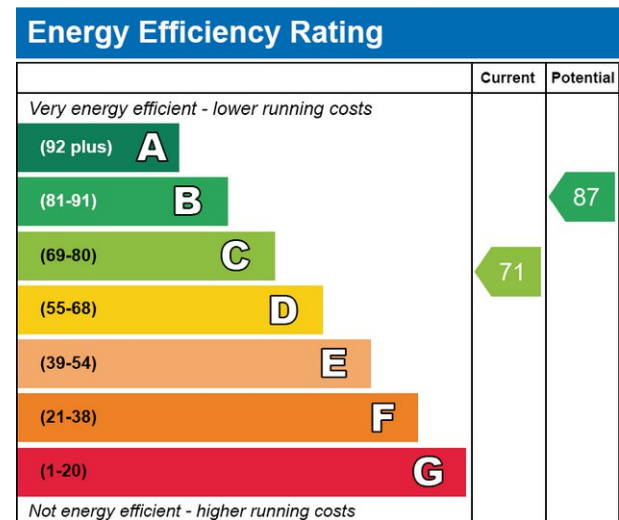 Energy Efficiency Rating
Current Potential
Very energy efficient - lower running costs
(92 plus) A
(81-91) B
87
(69-80) C
71
(55-68) D
(39-54) E
(21-38) F
(1-20) G
Not energy efficient - higher running costs